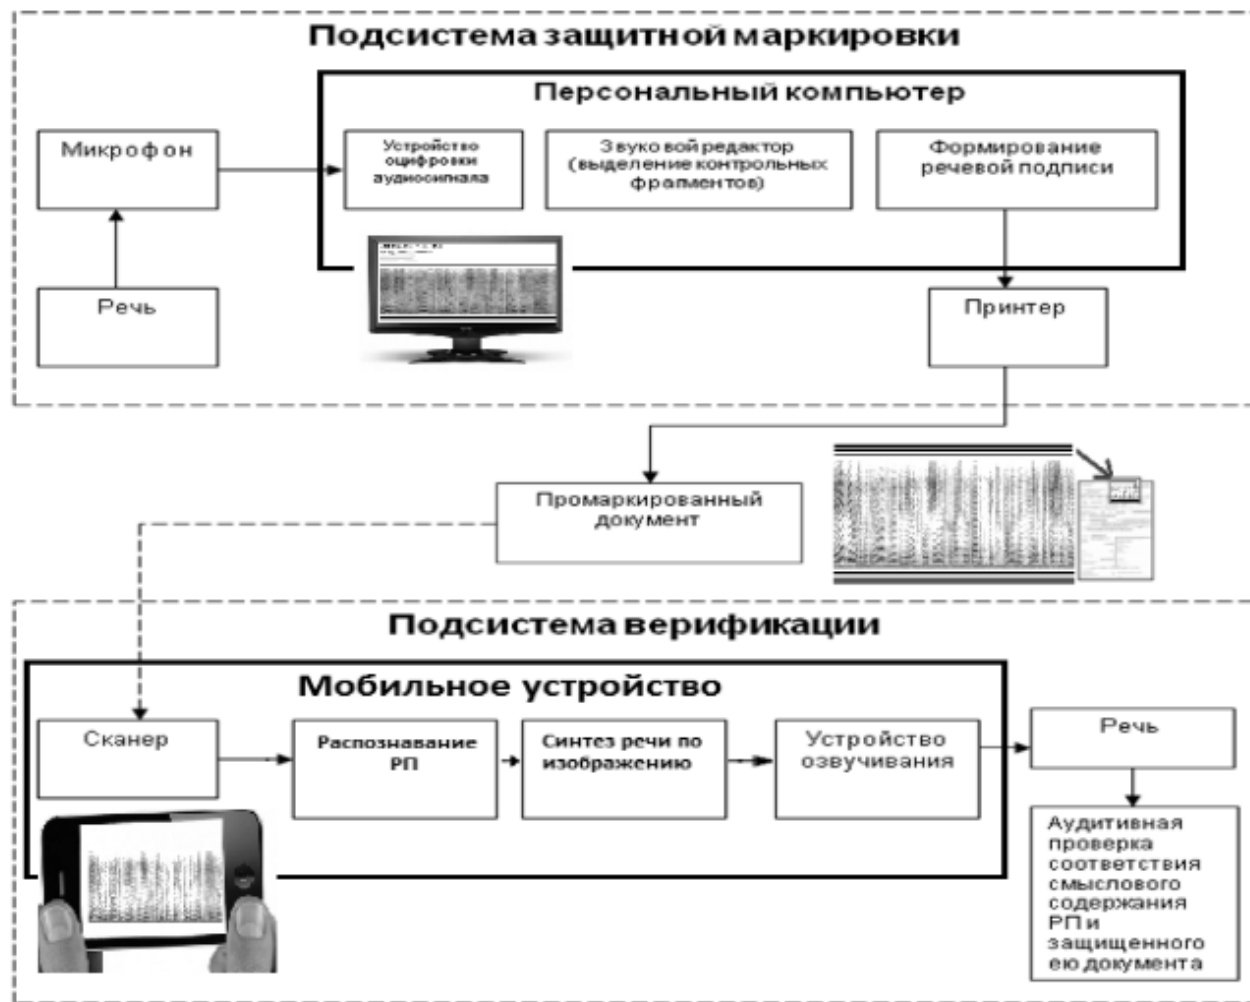 Подсистема защитной маркировки
Персональный компьютер
Микрофон
Устройство
оцифровки
аудиосигнала
Звуковой редактор
(выделение контрольных
фрагментов)
Формирование
речевой подписи
Речь
Принтер
Промаркированный
документ
Подсистема верификации
Мобильное устройство
Сканер
Распознавание
РП
Синтез речи по
изображению
Устройство
озвучивания
Речь
Аудитивная
проверка
соответствия
смыслового
содержания
РП и
защищенного
ею документа